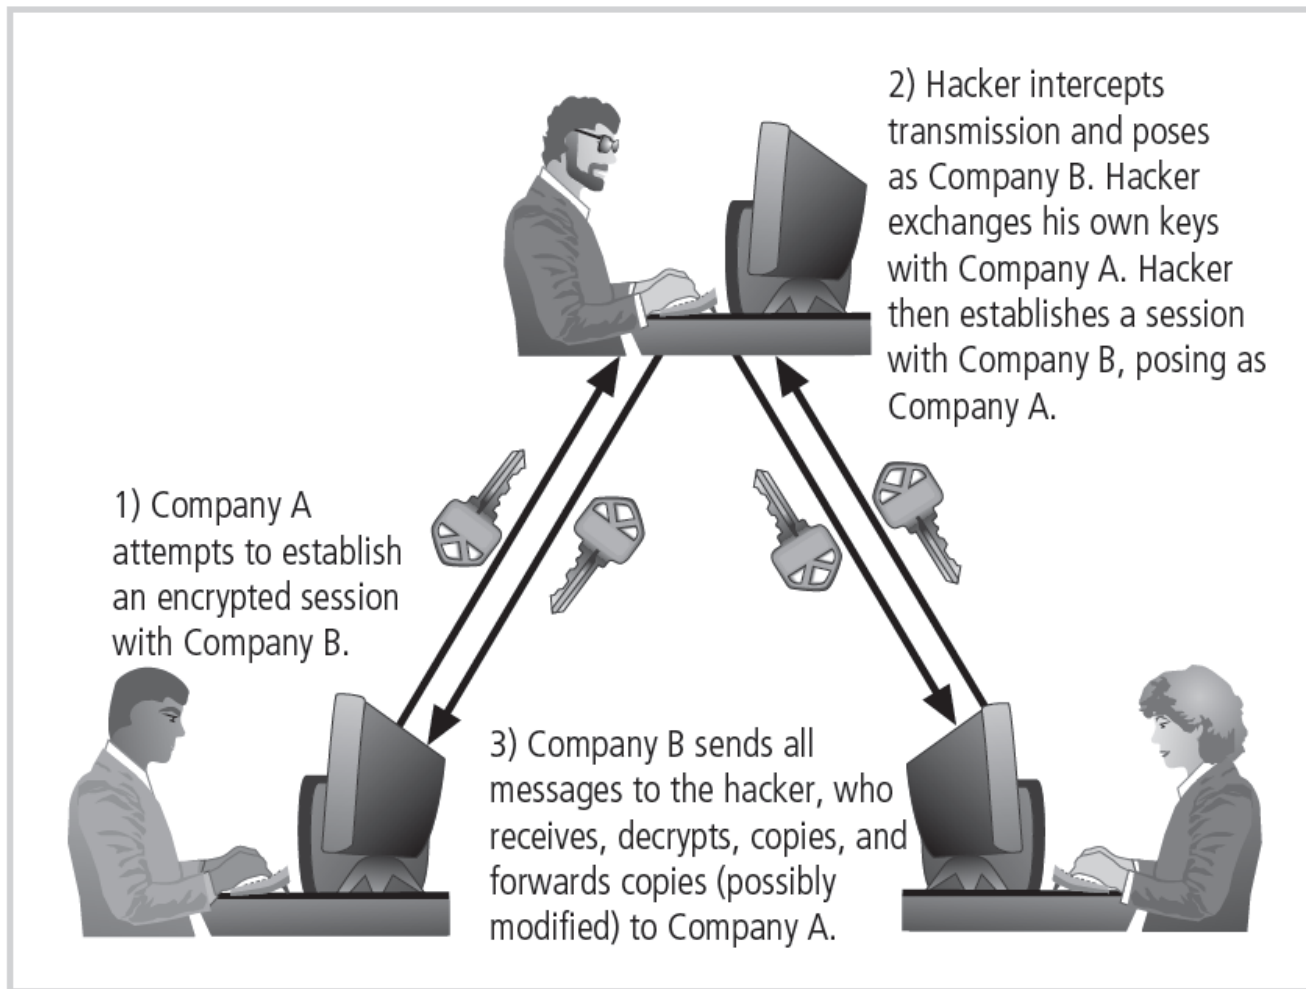 1) Company A
attempts to establish
an encrypted session
with Company B.
2) Hacker intercepts
transmission and poses
as Company B. Hacker
exchanges his own keys
with Company A. Hacker
then establishes a session
with Company B, posing as
Company A.
3) Company B sends all
messages to the hacker, who
receives, decrypts, copies, and
forwards copies (possibly
modified) to Company A.